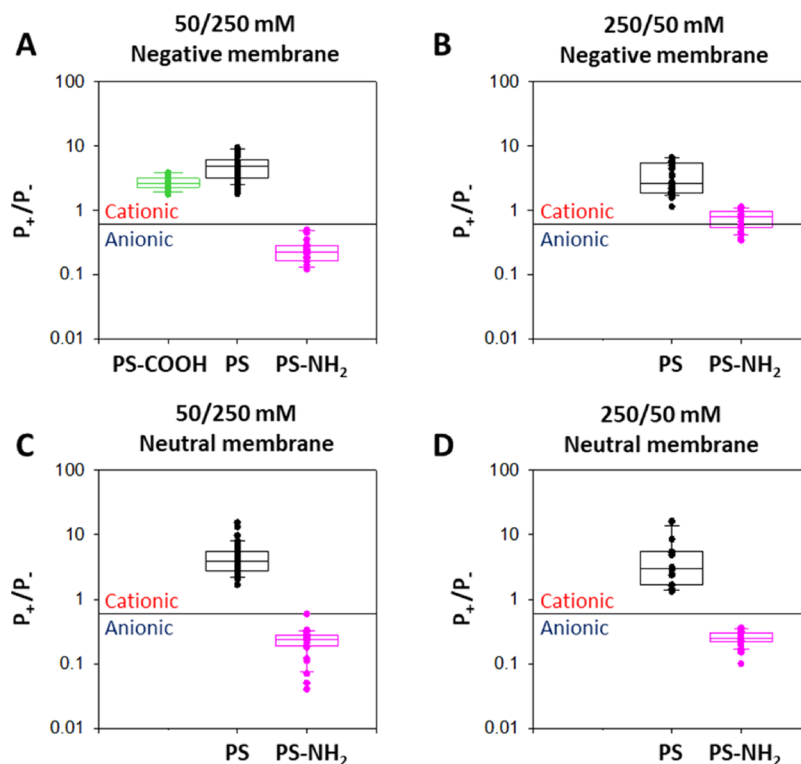 A
50/250 mM
Negative membrane
100
10
1
0.1
0.01
P+/P-
Cationic
Anionic
PS-COOH PS PS-NH₂
B
250/50 mM
Negative membrane
100
10
1
0.1
0.01
P+/P-
Cationic
Anionic
PS PS-NH₂
C
50/250 mM
Neutral membrane
100
10
1
0.1
0.01
P+/P-
Cationic
Anionic
PS PS-NH₂
D
250/50 mM
Neutral membrane
100
10
1
0.1
0.01
P+/P-
Cationic
Anionic
PS PS-NH₂